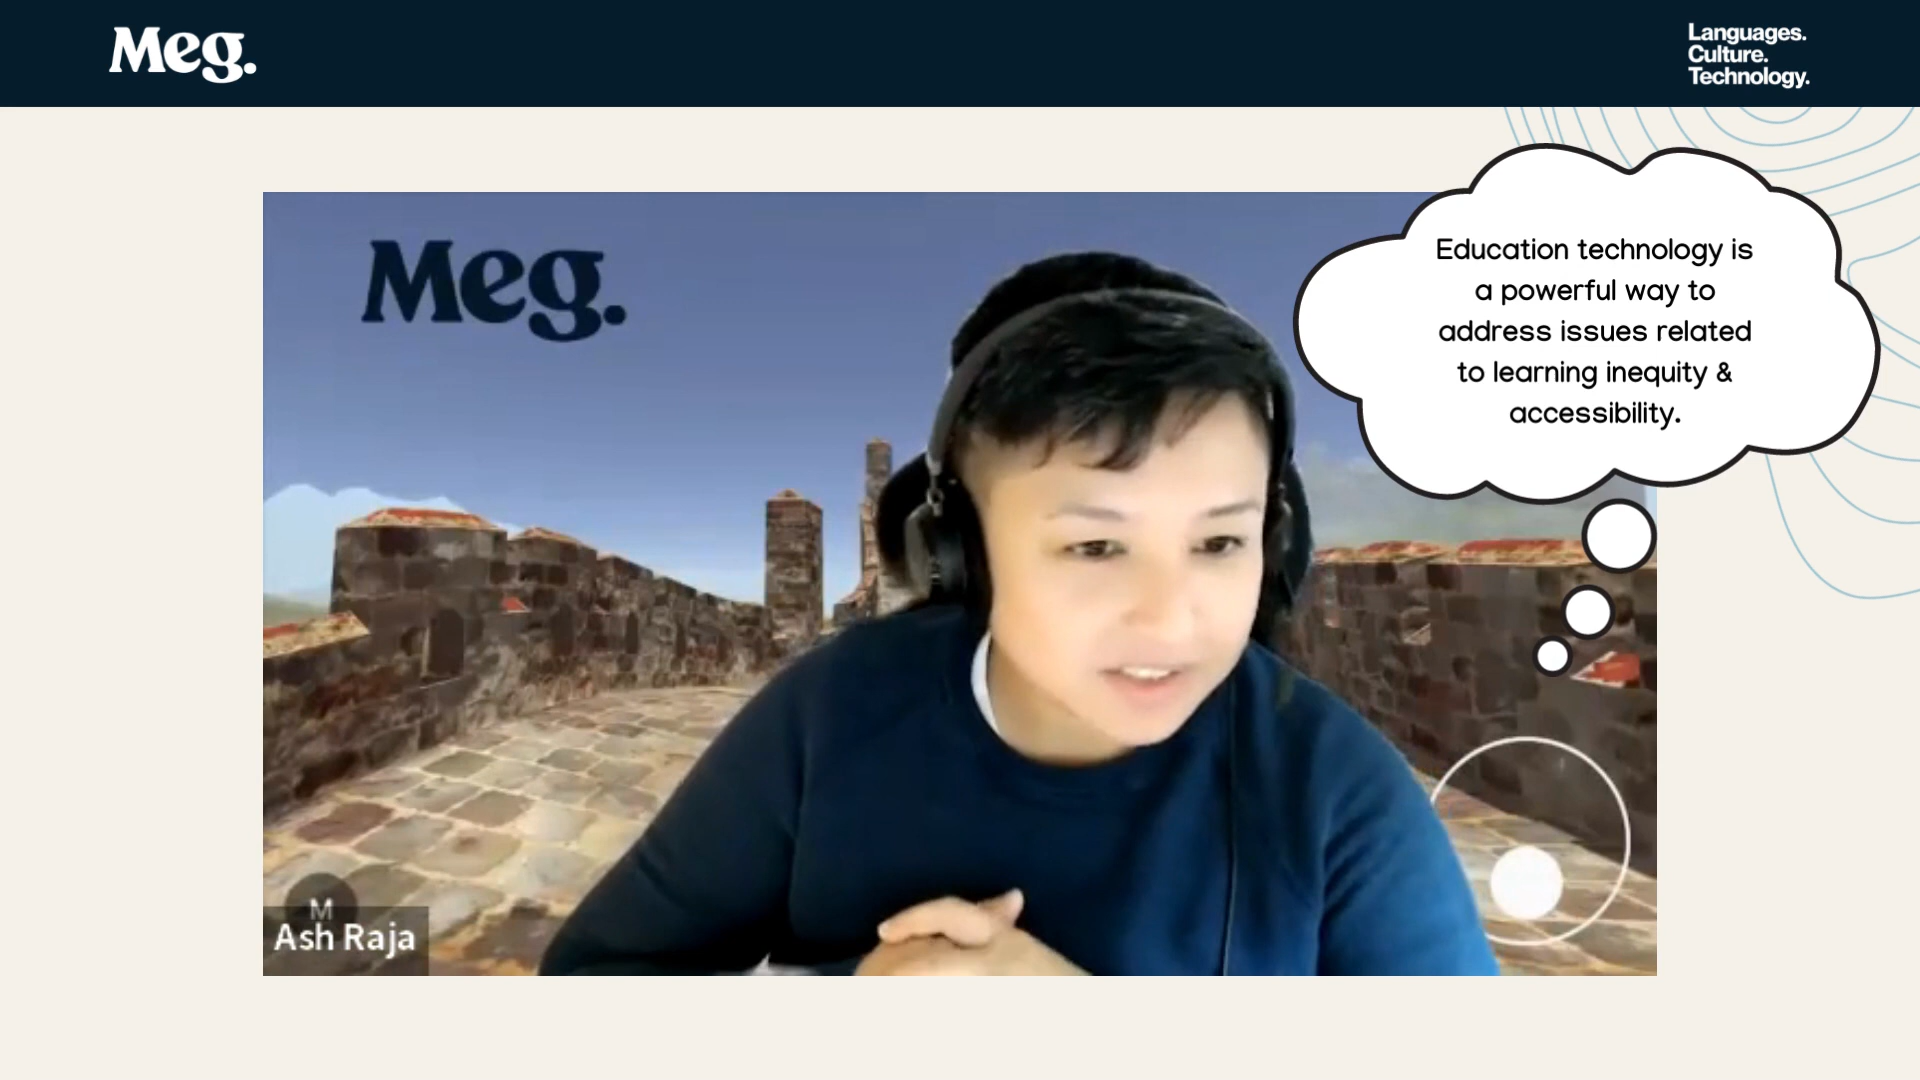 Meg.
Languages.
Culture.
Technology.
Meg.
Education technology is
a powerful way to
address issues related
to learning inequity &
accessibility.
M
Ash Raja